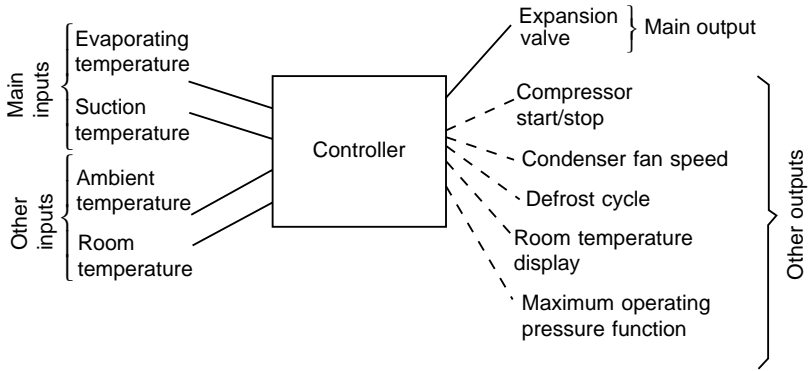 Main
inputs
Evaporating
temperature
Suction
temperature
Other
inputs
Ambient
temperature
Room
temperature
Controller
Expansion
valve
Main output
Compressor
start/stop
Condenser fan speed
Defrost cycle
Room temperature
display
Maximum operating
pressure function
Other outputs